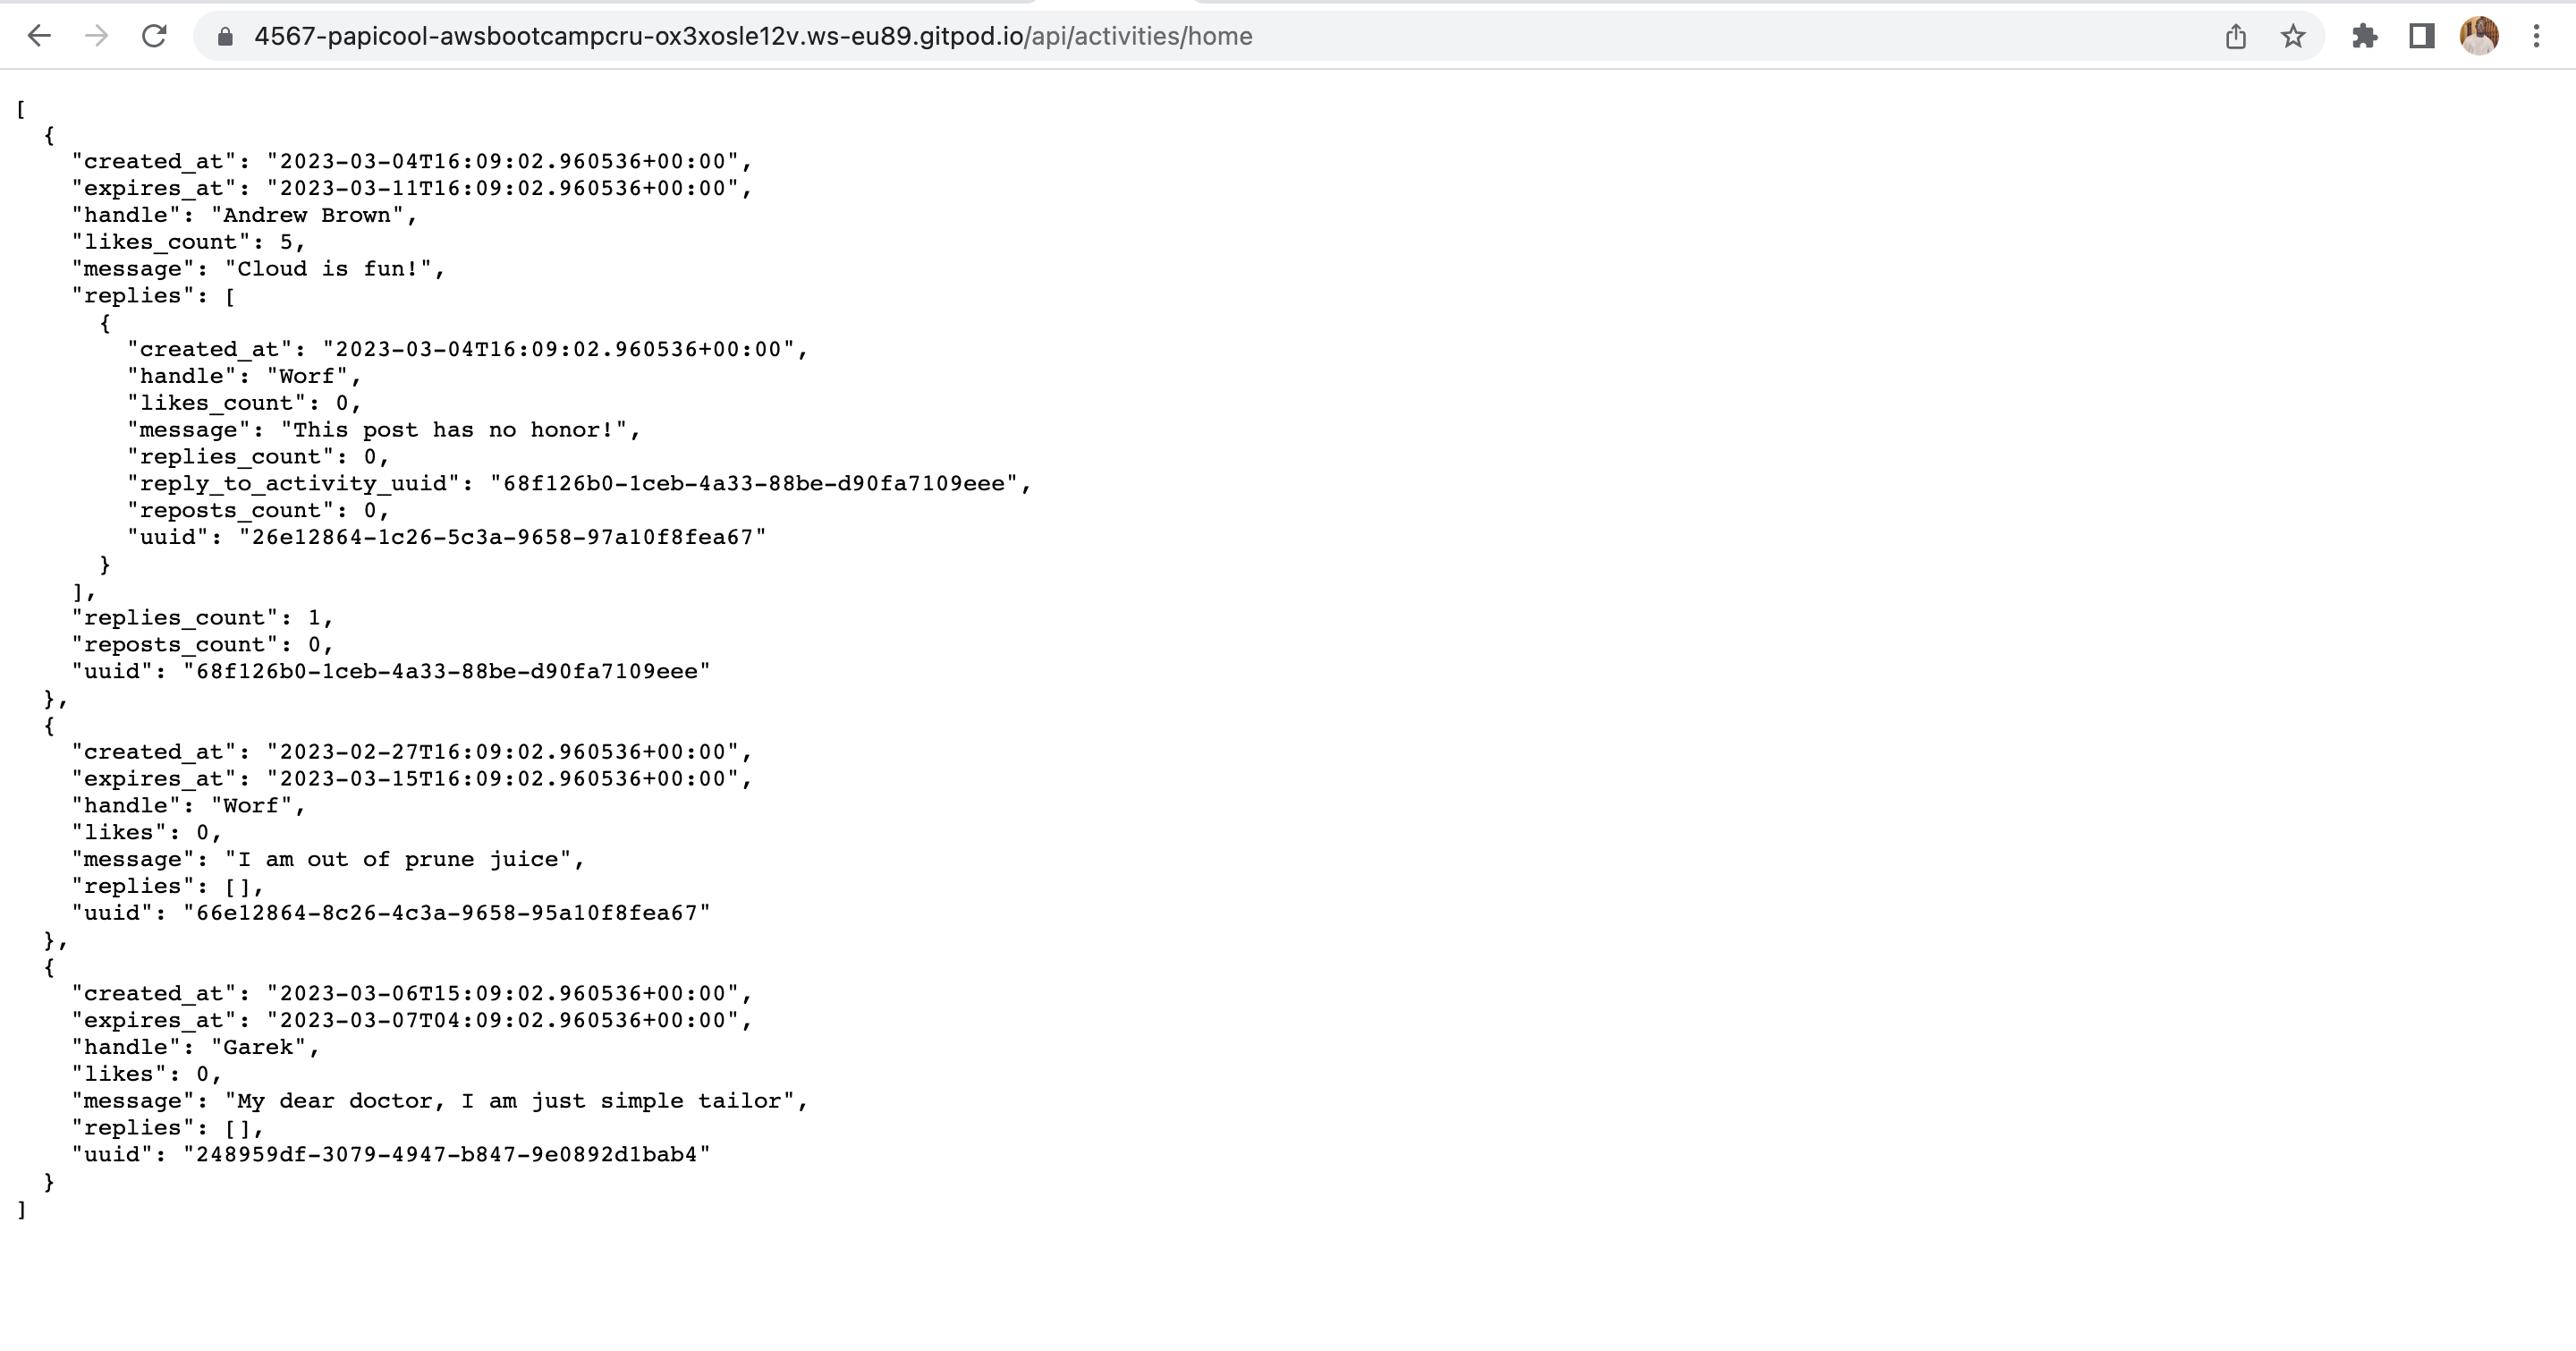 4567-papicool-awsbootcampcru-ox3xosle12v.ws-eu89.gitpod.io/api/activities/home
[
  {
    "created_at": "2023-03-04T16:09:02.960536+00:00",
    "expires_at": "2023-03-11T16:09:02.960536+00:00",
    "handle": "Andrew Brown",
    "likes_count": 5,
    "message": "Cloud is fun!",
    "replies": [
      {
        "created_at": "2023-03-04T16:09:02.960536+00:00",
        "handle": "Worf",
        "likes_count": 0,
        "message": "This post has no honor!",
        "replies_count": 0,
        "reply_to_activity_uuid": "68f126b0-1ceb-4a33-88be-d90fa7109eee",
        "reposts_count": 0,
        "uuid": "26e12864-1c26-5c3a-9658-97a10f8fea67"
      }
    ],
    "replies_count": 1,
    "reposts_count": 0,
    "uuid": "68f126b0-1ceb-4a33-88be-d90fa7109eee"
  },
  {
    "created_at": "2023-02-27T16:09:02.960536+00:00",
    "expires_at": "2023-03-15T16:09:02.960536+00:00",
    "handle": "Worf",
    "likes": 0,
    "message": "I am out of prune juice",
    "replies": [],
    "uuid": "66e12864-8c26-4c3a-9658-95a10f8fea67"
  },
  {
    "created_at": "2023-03-06T15:09:02.960536+00:00",
    "expires_at": "2023-03-07T04:09:02.960536+00:00",
    "handle": "Garek",
    "likes": 0,
    "message": "My dear doctor, I am just simple tailor",
    "replies": [],
    "uuid": "248959df-3079-4947-b847-9e0892d1bab4"
  }
]